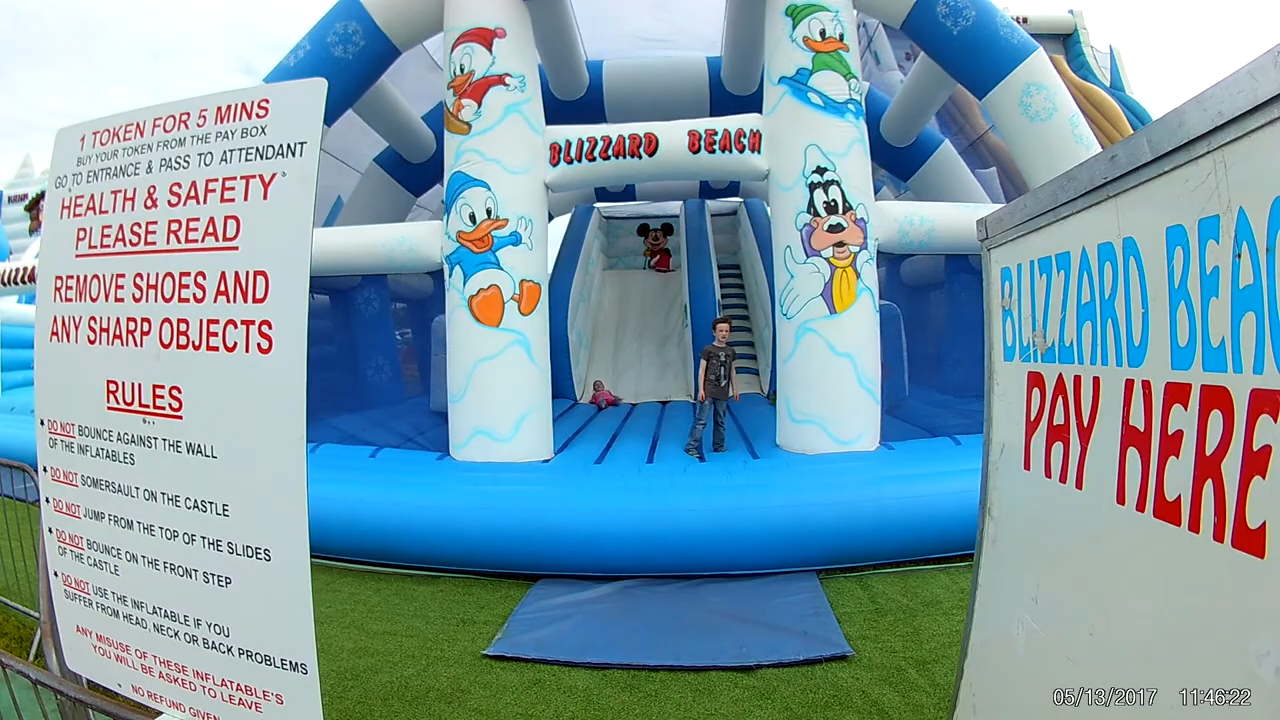 1 TOKEN FOR 5 MINS
BUY YOUR TOKEN FROM THE PAY BOX
GO TO ENTRANCE & PASS TO ATTENDANT
HEALTH & SAFETY
PLEASE READ
REMOVE SHOES AND
ANY SHARP OBJECTS
RULES
* DO NOT BOUNCE AGAINST THE WALL
OF THE INFLATABLES
* DO NOT SOMERSAULT ON THE CASTLE
* DO NOT JUMP FROM THE TOP OF THE SLIDES
* DO NOT BOUNCE ON THE FRONT STEP
OF THE CASTLE
* DO NOT USE THE INFLATABLE IF YOU
SUFFER FROM HEAD, NECK OR BACK PROBLEMS
ANY MISUSE OF THESE INFLATABLE'S
YOU WILL BE ASKED TO LEAVE
NO REFUND GIVEN
BLIZZARD BEACH
BLIZZARD BEAC
PAY HERE
05/13/2017 11:46:22